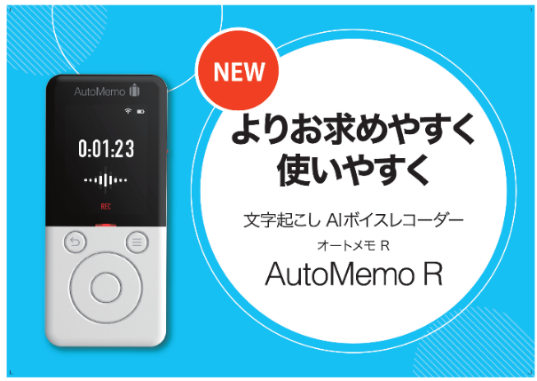 AutoMemo
0:01:23
REC
NEW
よりお求めやすく
使いやすく
文字起こし AIボイスレコーダー
オートメモ R
AutoMemo R